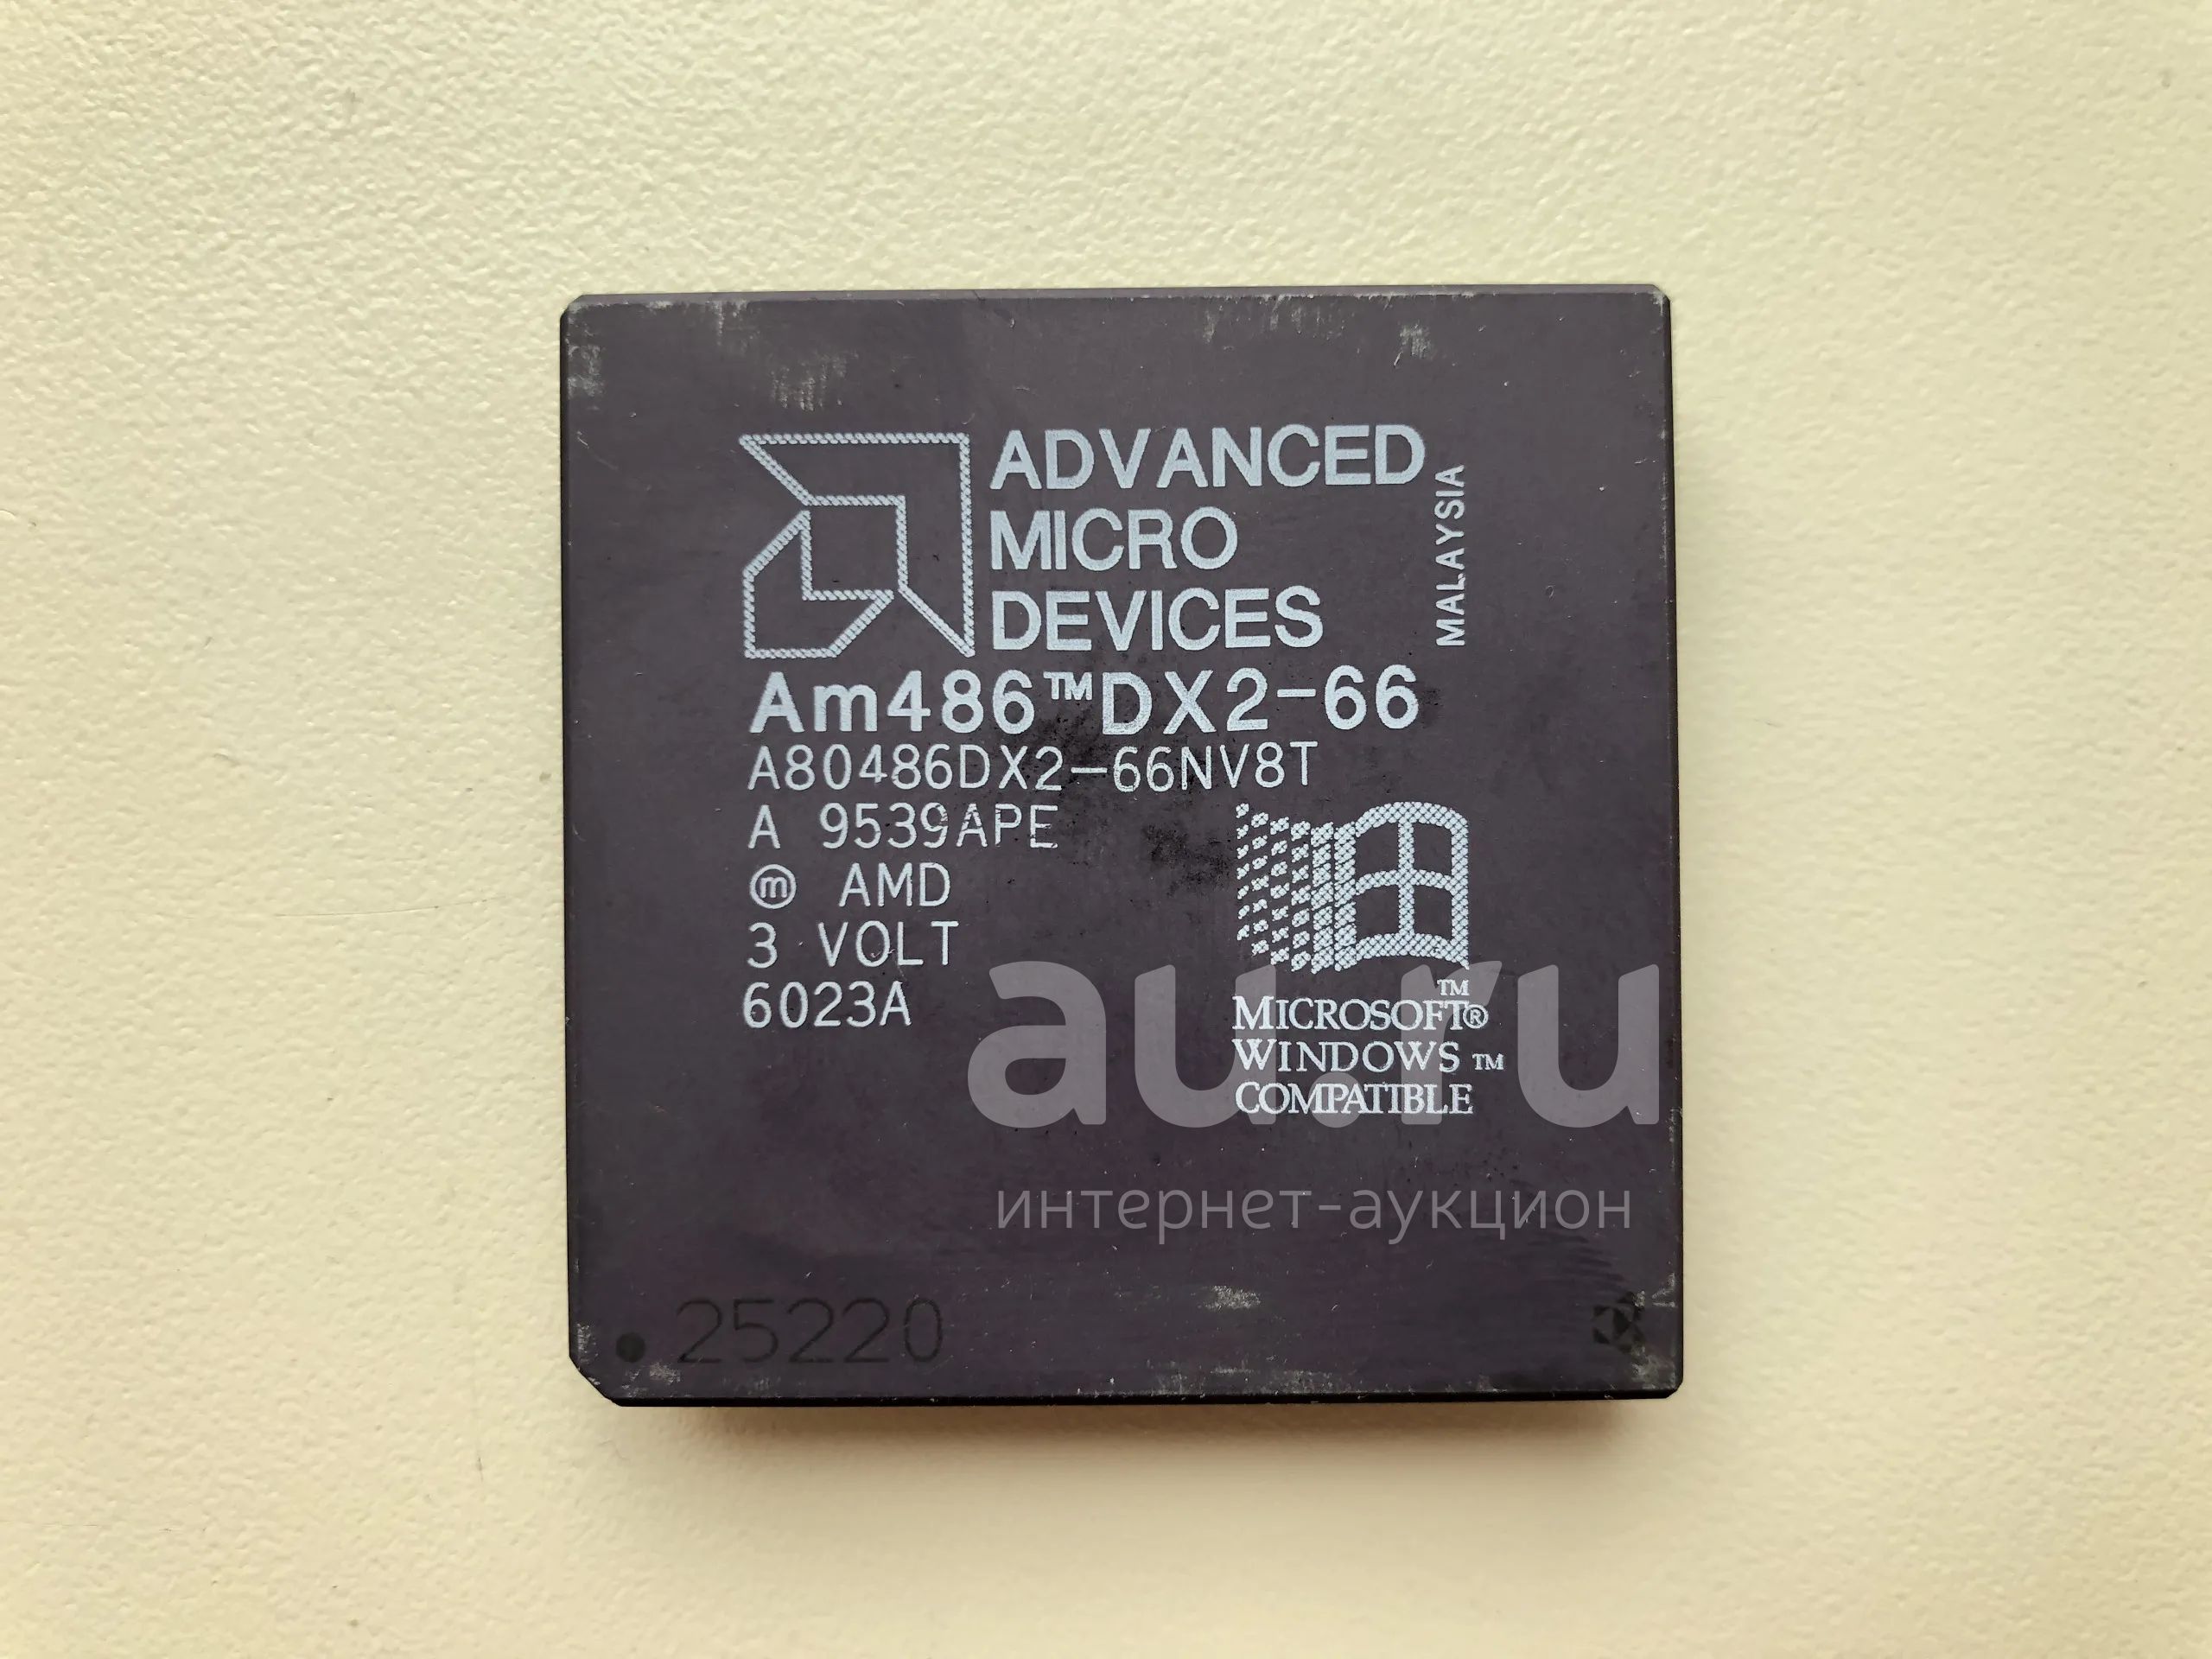 ADVANCED
MICRO
DEVICES
MALAYSIA
Am486™DX2-66
A80486DX2-66NV8T
A 9539APE
ⓜ AMD
3 VOLT
6023A
™
MICROSOFT®
WINDOWS™
COMPATIBLE
au.ru
интернет-аукцион
25220